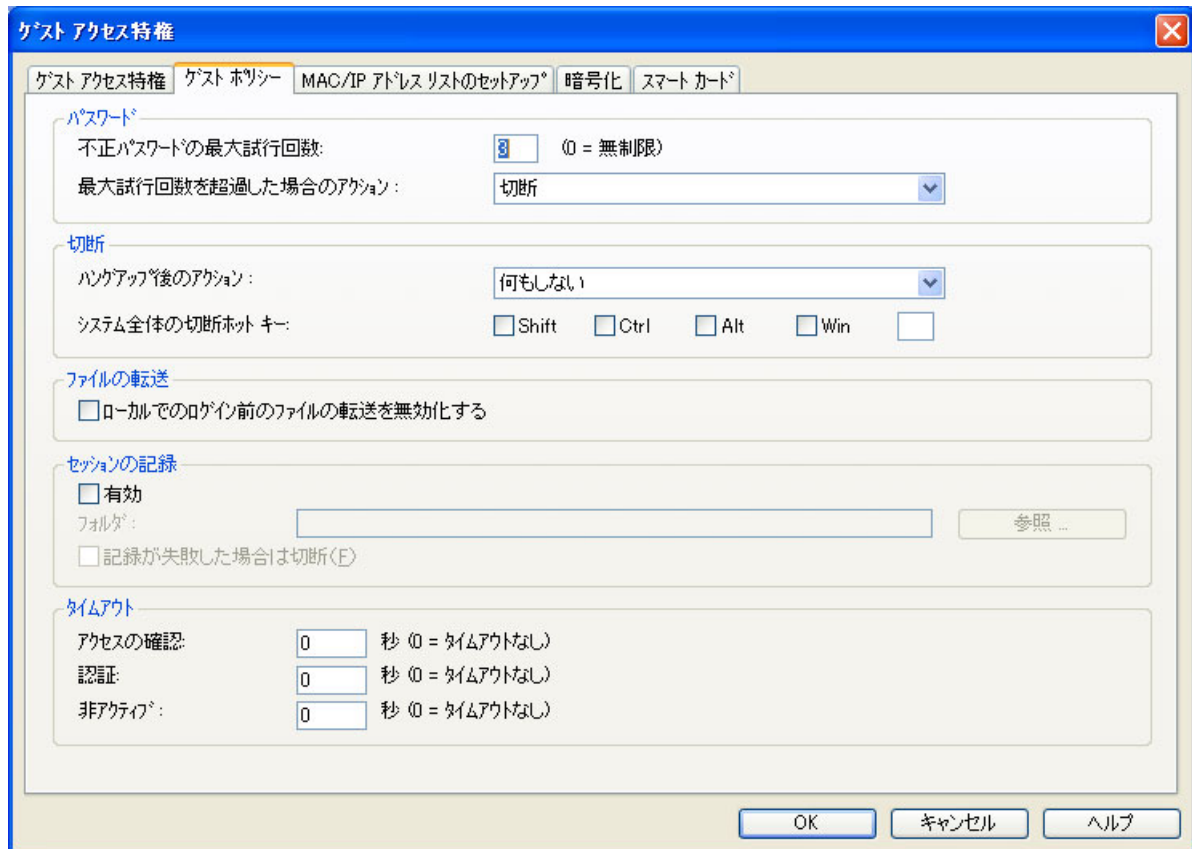 ゲスト アクセス特権
ゲスト アクセス特権 ゲスト ポリシー MAC/IP アドレス リストのセットアップ 暗号化 スマート カード
パスワード
不正パスワードの最大試行回数: 3 (0 = 無制限)
最大試行回数を超過した場合のアクション: 切断
切断
ハングアップ後のアクション: 何もしない
システム全体の切断ホット キー: Shift Ctrl Alt Win
ファイルの転送
ローカルでのログイン前のファイルの転送を無効化する
セッションの記録
有効
フォルダ: 参照 ...
記録が失敗した場合は切断(F)
タイムアウト
アクセスの確認: 0 秒 (0 = タイムアウトなし)
認証: 0 秒 (0 = タイムアウトなし)
非アクティブ: 0 秒 (0 = タイムアウトなし)
OK キャンセル ヘルプ